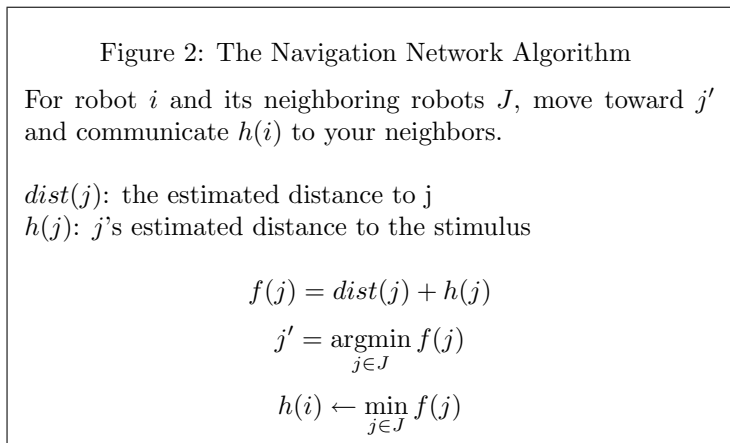 Figure 2: The Navigation Network Algorithm
For robot i and its neighboring robots J, move toward j′
and communicate h(i) to your neighbors.
dist(j): the estimated distance to j
h(j): j's estimated distance to the stimulus
f(j) = dist(j) + h(j)
j′ = argmin f(j)
j∈J
h(i) ← min f(j)
j∈J